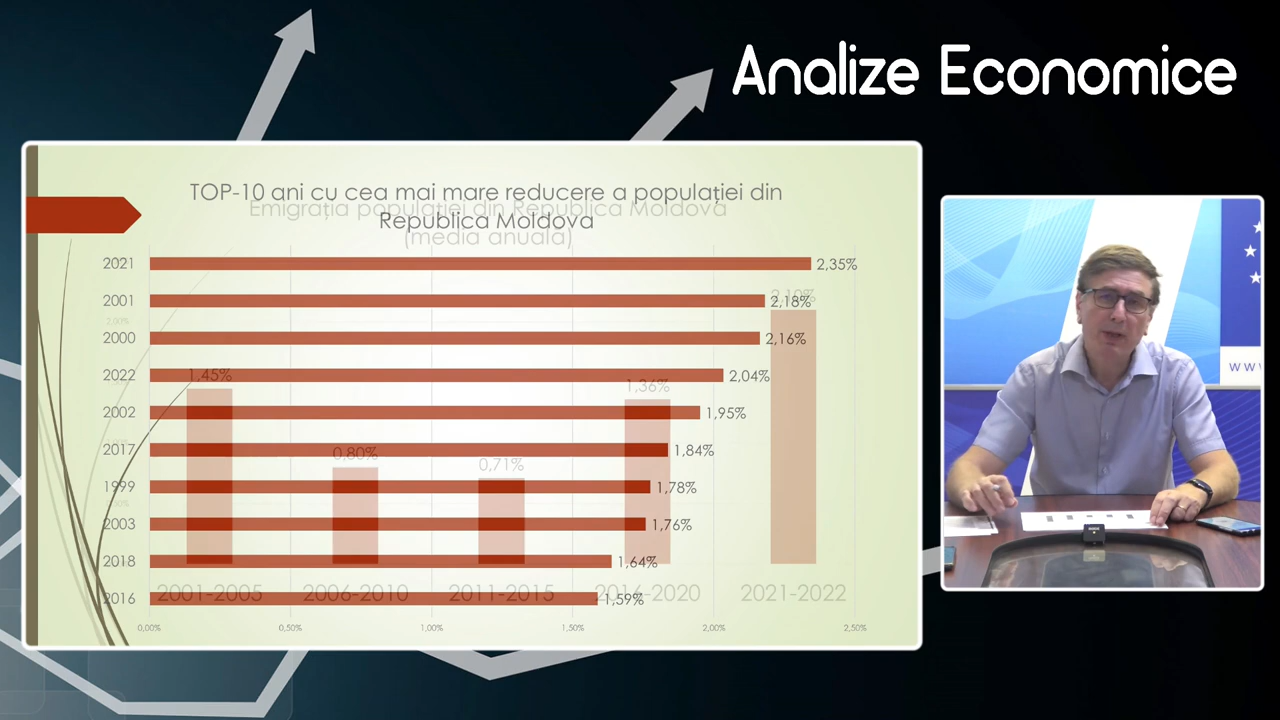 Analize Economice
TOP-10 ani cu cea mai mare reducere a populației din
Republica Moldova
Emigrația populației din Republica Moldova
(media anuală)
2021 2,35%
2001 2,18%
2,10%
2,00%
2000 2,16%
2022 2,04%
1,45%
1,36%
2002 1,95%
2017 1,84%
0,80%
0,71%
1999 1,78%
2003 1,76%
2018 1,64%
2016 1,59%
2001-2005 2006-2010 2011-2015 2016-2020 2021-2022
0,00% 0,50% 1,00% 1,50% 2,00% 2,50%
WW